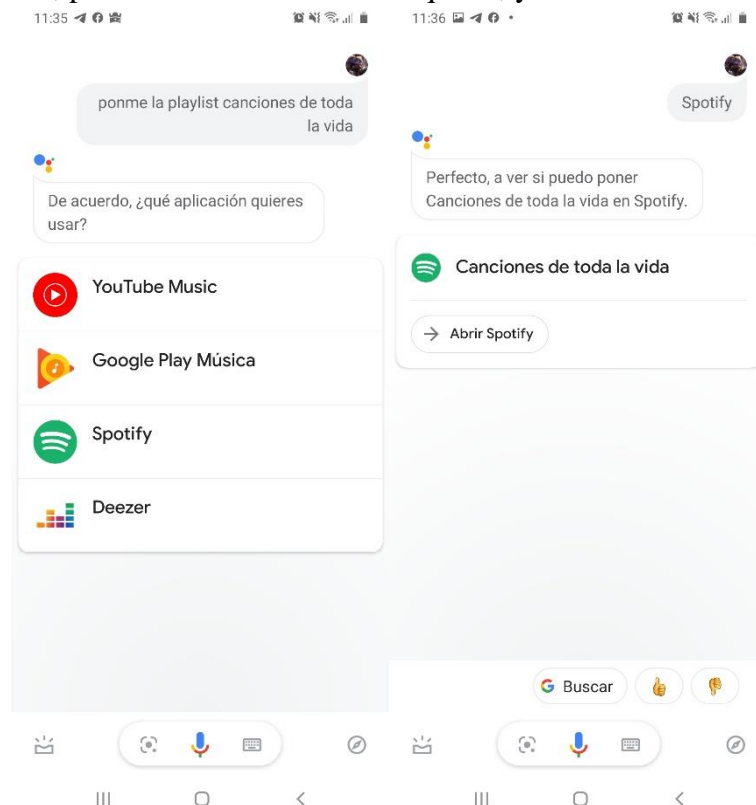 11:35
ponme la playlist canciones de toda
la vida
De acuerdo, ¿qué aplicación quieres
usar?
YouTube Music
Google Play Música
Spotify
Deezer
11:36
Spotify
Perfecto, a ver si puedo poner
Canciones de toda la vida en Spotify.
Canciones de toda la vida
Abrir Spotify
G Buscar